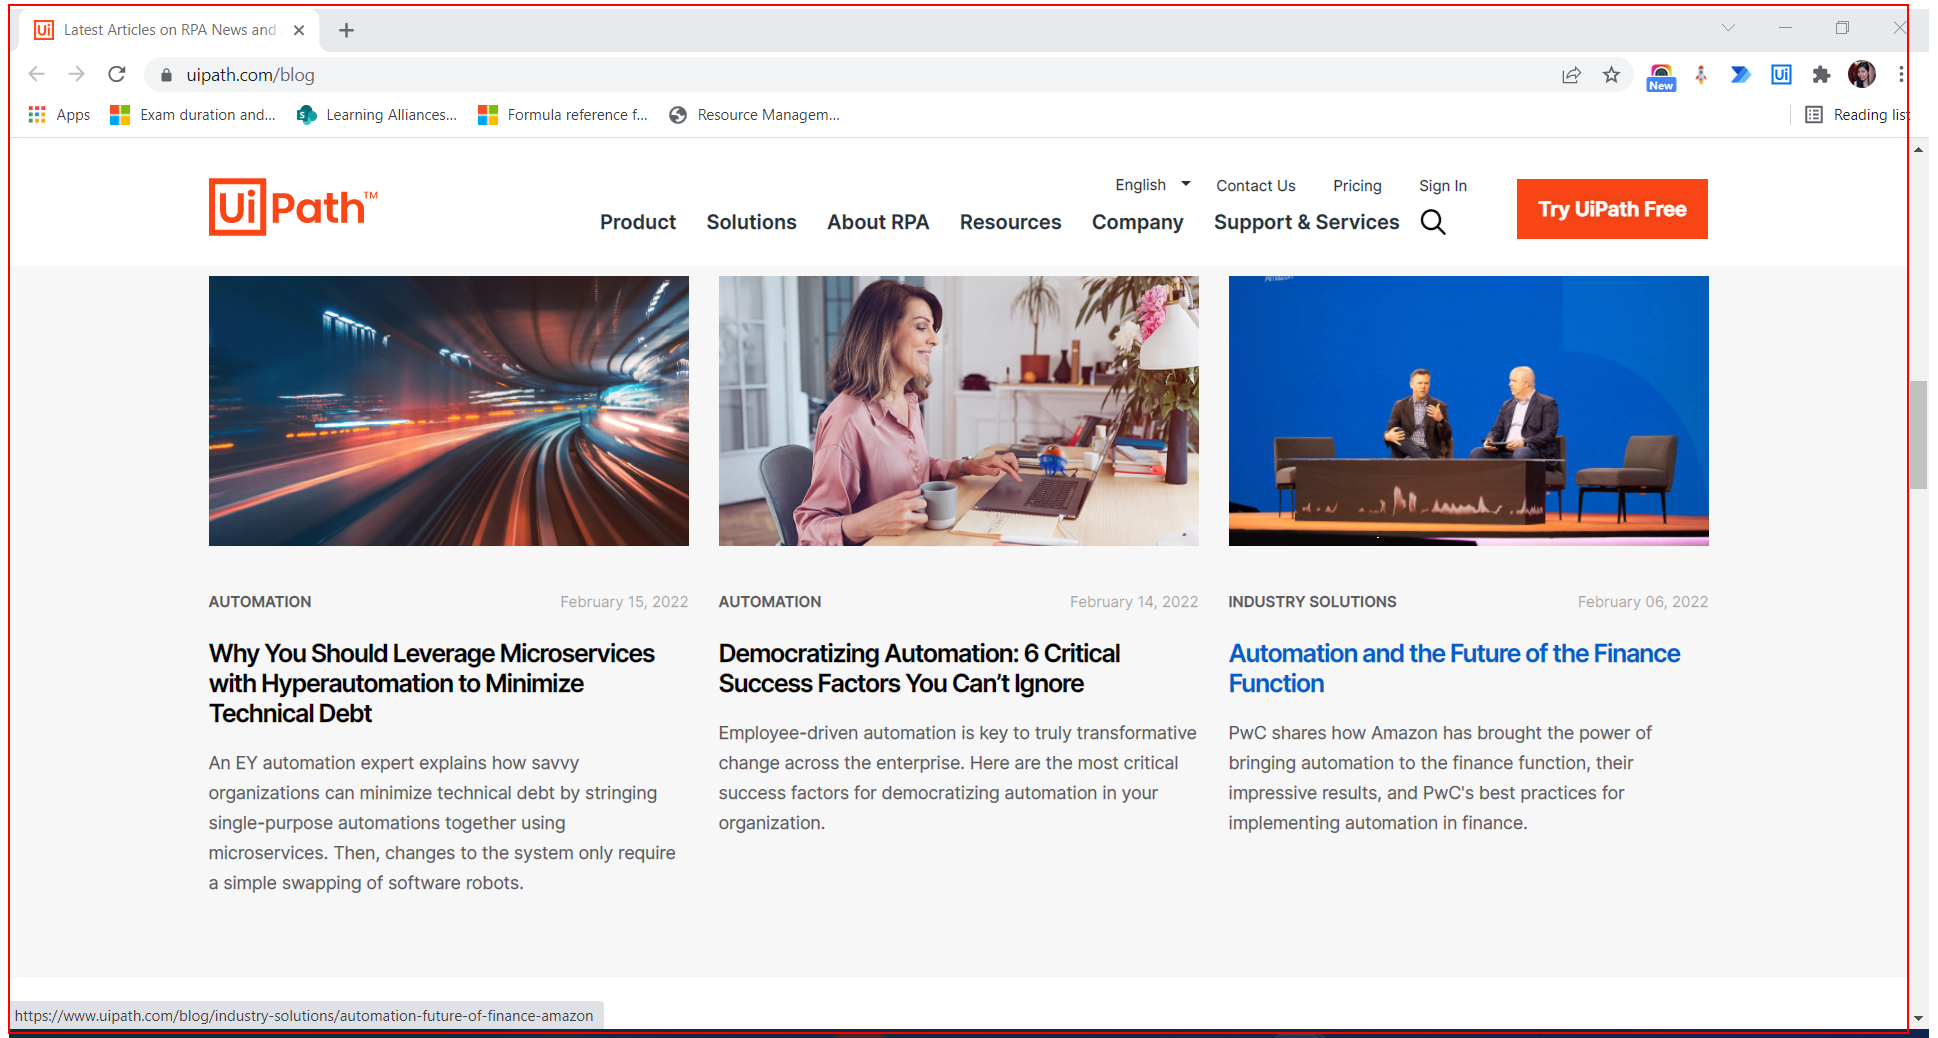 Latest Articles on RPA News and
uipath.com/blog
New
Apps
Exam duration and...
Learning Alliances...
Formula reference f...
Resource Managem...
Reading list
English
Contact Us
Pricing
Sign In
Ui Path™
Product
Solutions
About RPA
Resources
Company
Support & Services
Try UiPath Free
AUTOMATION
February 15, 2022
Why You Should Leverage Microservices
with Hyperautomation to Minimize
Technical Debt
An EY automation expert explains how savvy
organizations can minimize technical debt by stringing
single-purpose automations together using
microservices. Then, changes to the system only require
a simple swapping of software robots.
AUTOMATION
February 14, 2022
Democratizing Automation: 6 Critical
Success Factors You Can’t Ignore
Employee-driven automation is key to truly transformative
change across the enterprise. Here are the most critical
success factors for democratizing automation in your
organization.
amazon
INDUSTRY SOLUTIONS
February 06, 2022
Automation and the Future of the Finance
Function
PwC shares how Amazon has brought the power of
bringing automation to the finance function, their
impressive results, and PwC's best practices for
implementing automation in finance.
https://www.uipath.com/blog/industry-solutions/automation-future-of-finance-amazon